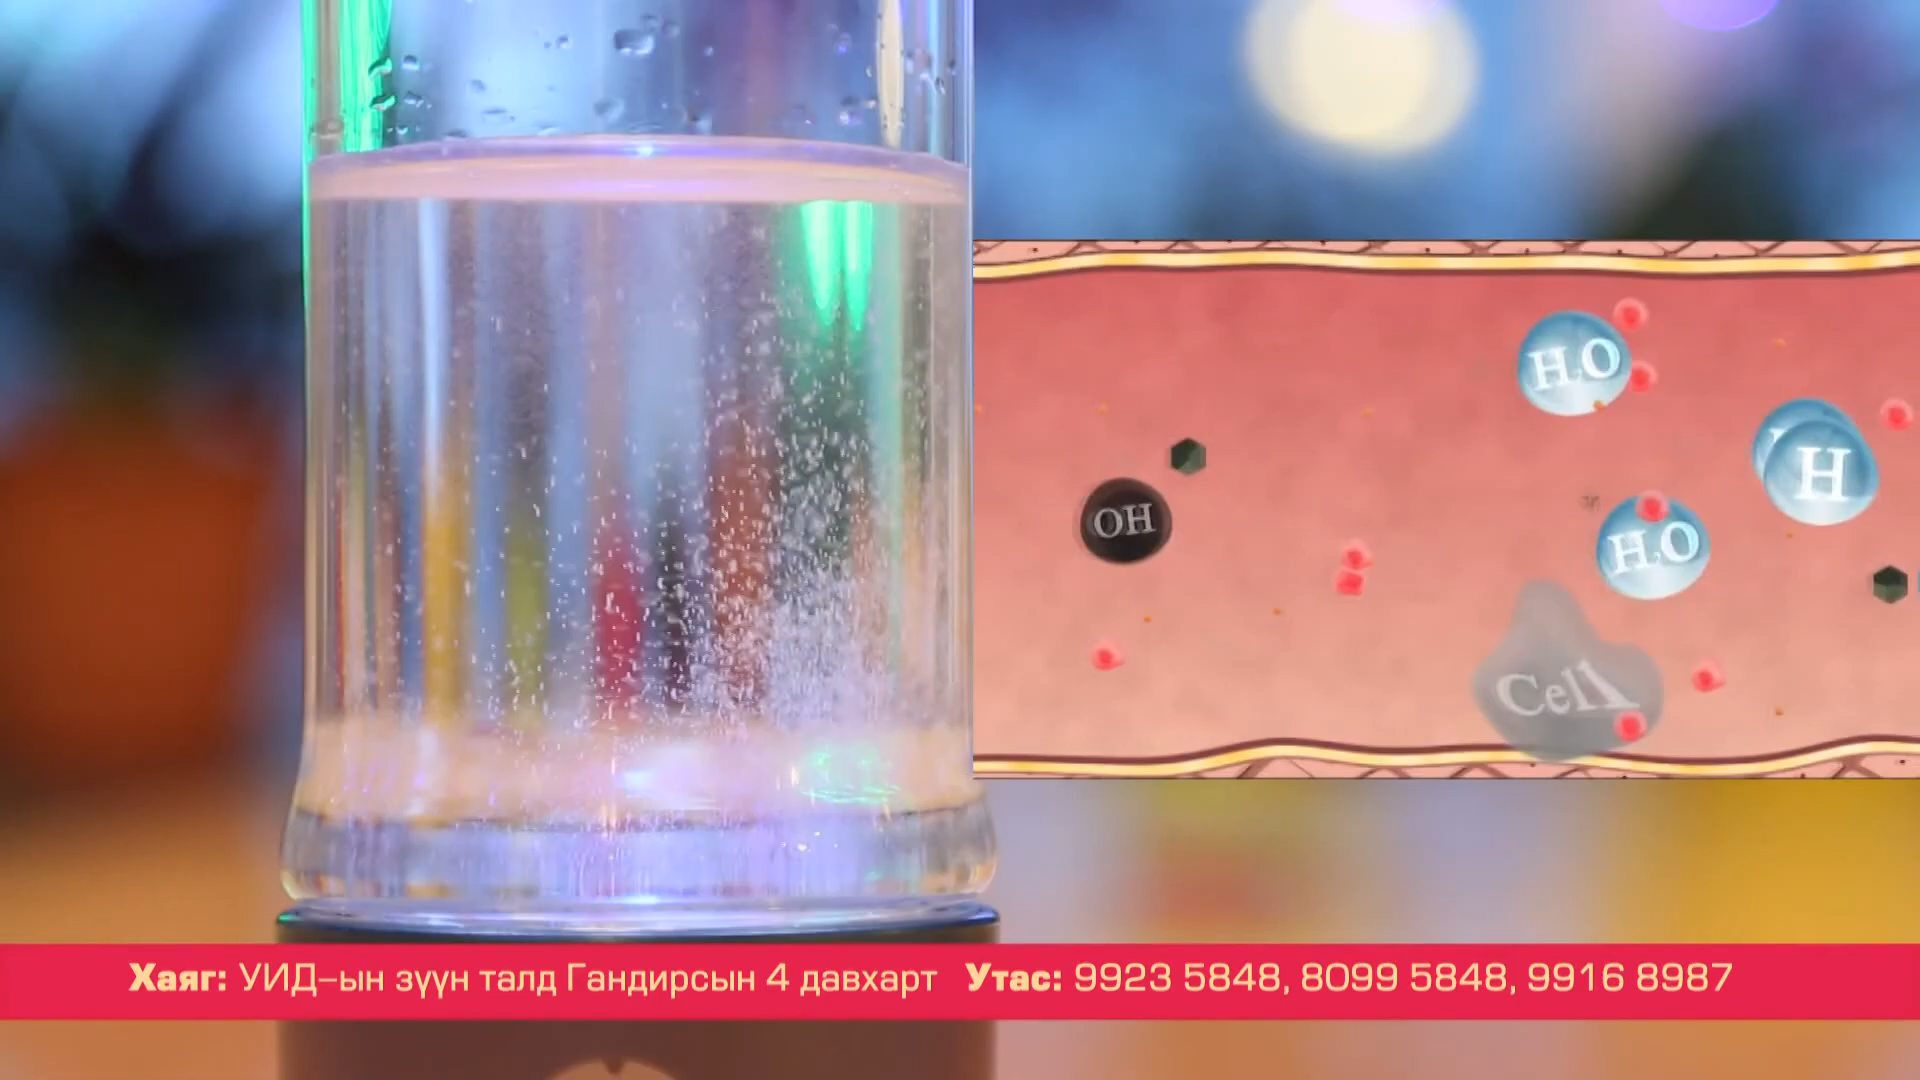 H₂O
H
OH
H₂O
Cell
Хаяг: УИД-ын зүүн талд Гандирсын 4 давхарт Утас: 9923 5848, 8099 5848, 9916 8987